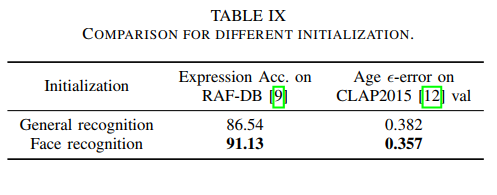 TABLE IX
COMPARISON FOR DIFFERENT INITIALIZATION.
Initialization Expression Acc. on RAF-DB [9] Age ϵ-error on CLAP2015 [12] val
General recognition 86.54 0.382
Face recognition 91.13 0.357